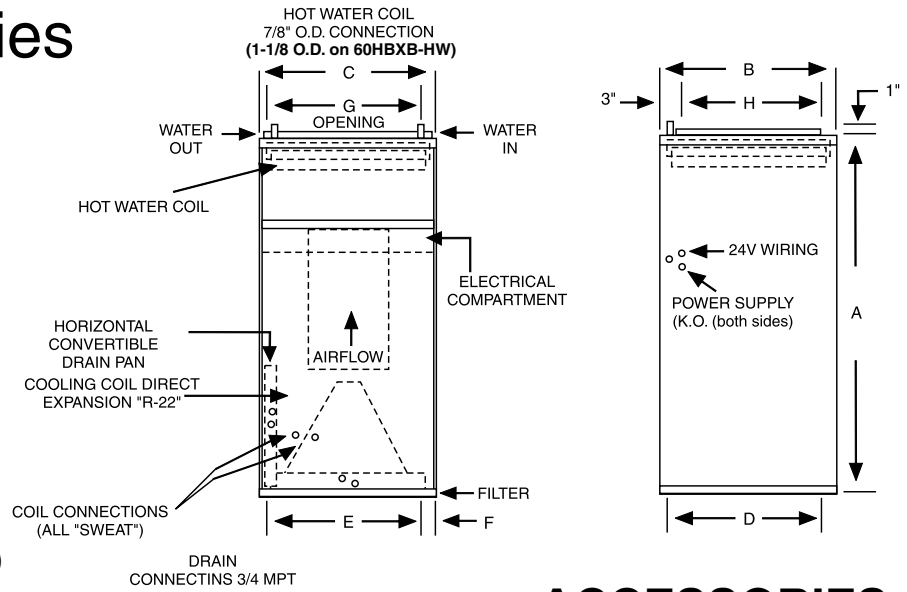 ies
HOT WATER COIL
7/8" O.D. CONNECTION
(1-1/8 O.D. on 60HBXB-HW)
C
G
OPENING
WATER
OUT
WATER
IN
HOT WATER COIL
ELECTRICAL
COMPARTMENT
HORIZONTAL
CONVERTIBLE
DRAIN PAN
AIRFLOW
COOLING COIL DIRECT
EXPANSION "R-22"
COIL CONNECTIONS
(ALL "SWEAT")
FILTER
E
F
DRAIN
CONNECTINS 3/4 MPT
B
3"
H
1"
24V WIRING
POWER SUPPLY
(K.O. (both sides)
A
D
ACCESSORIES